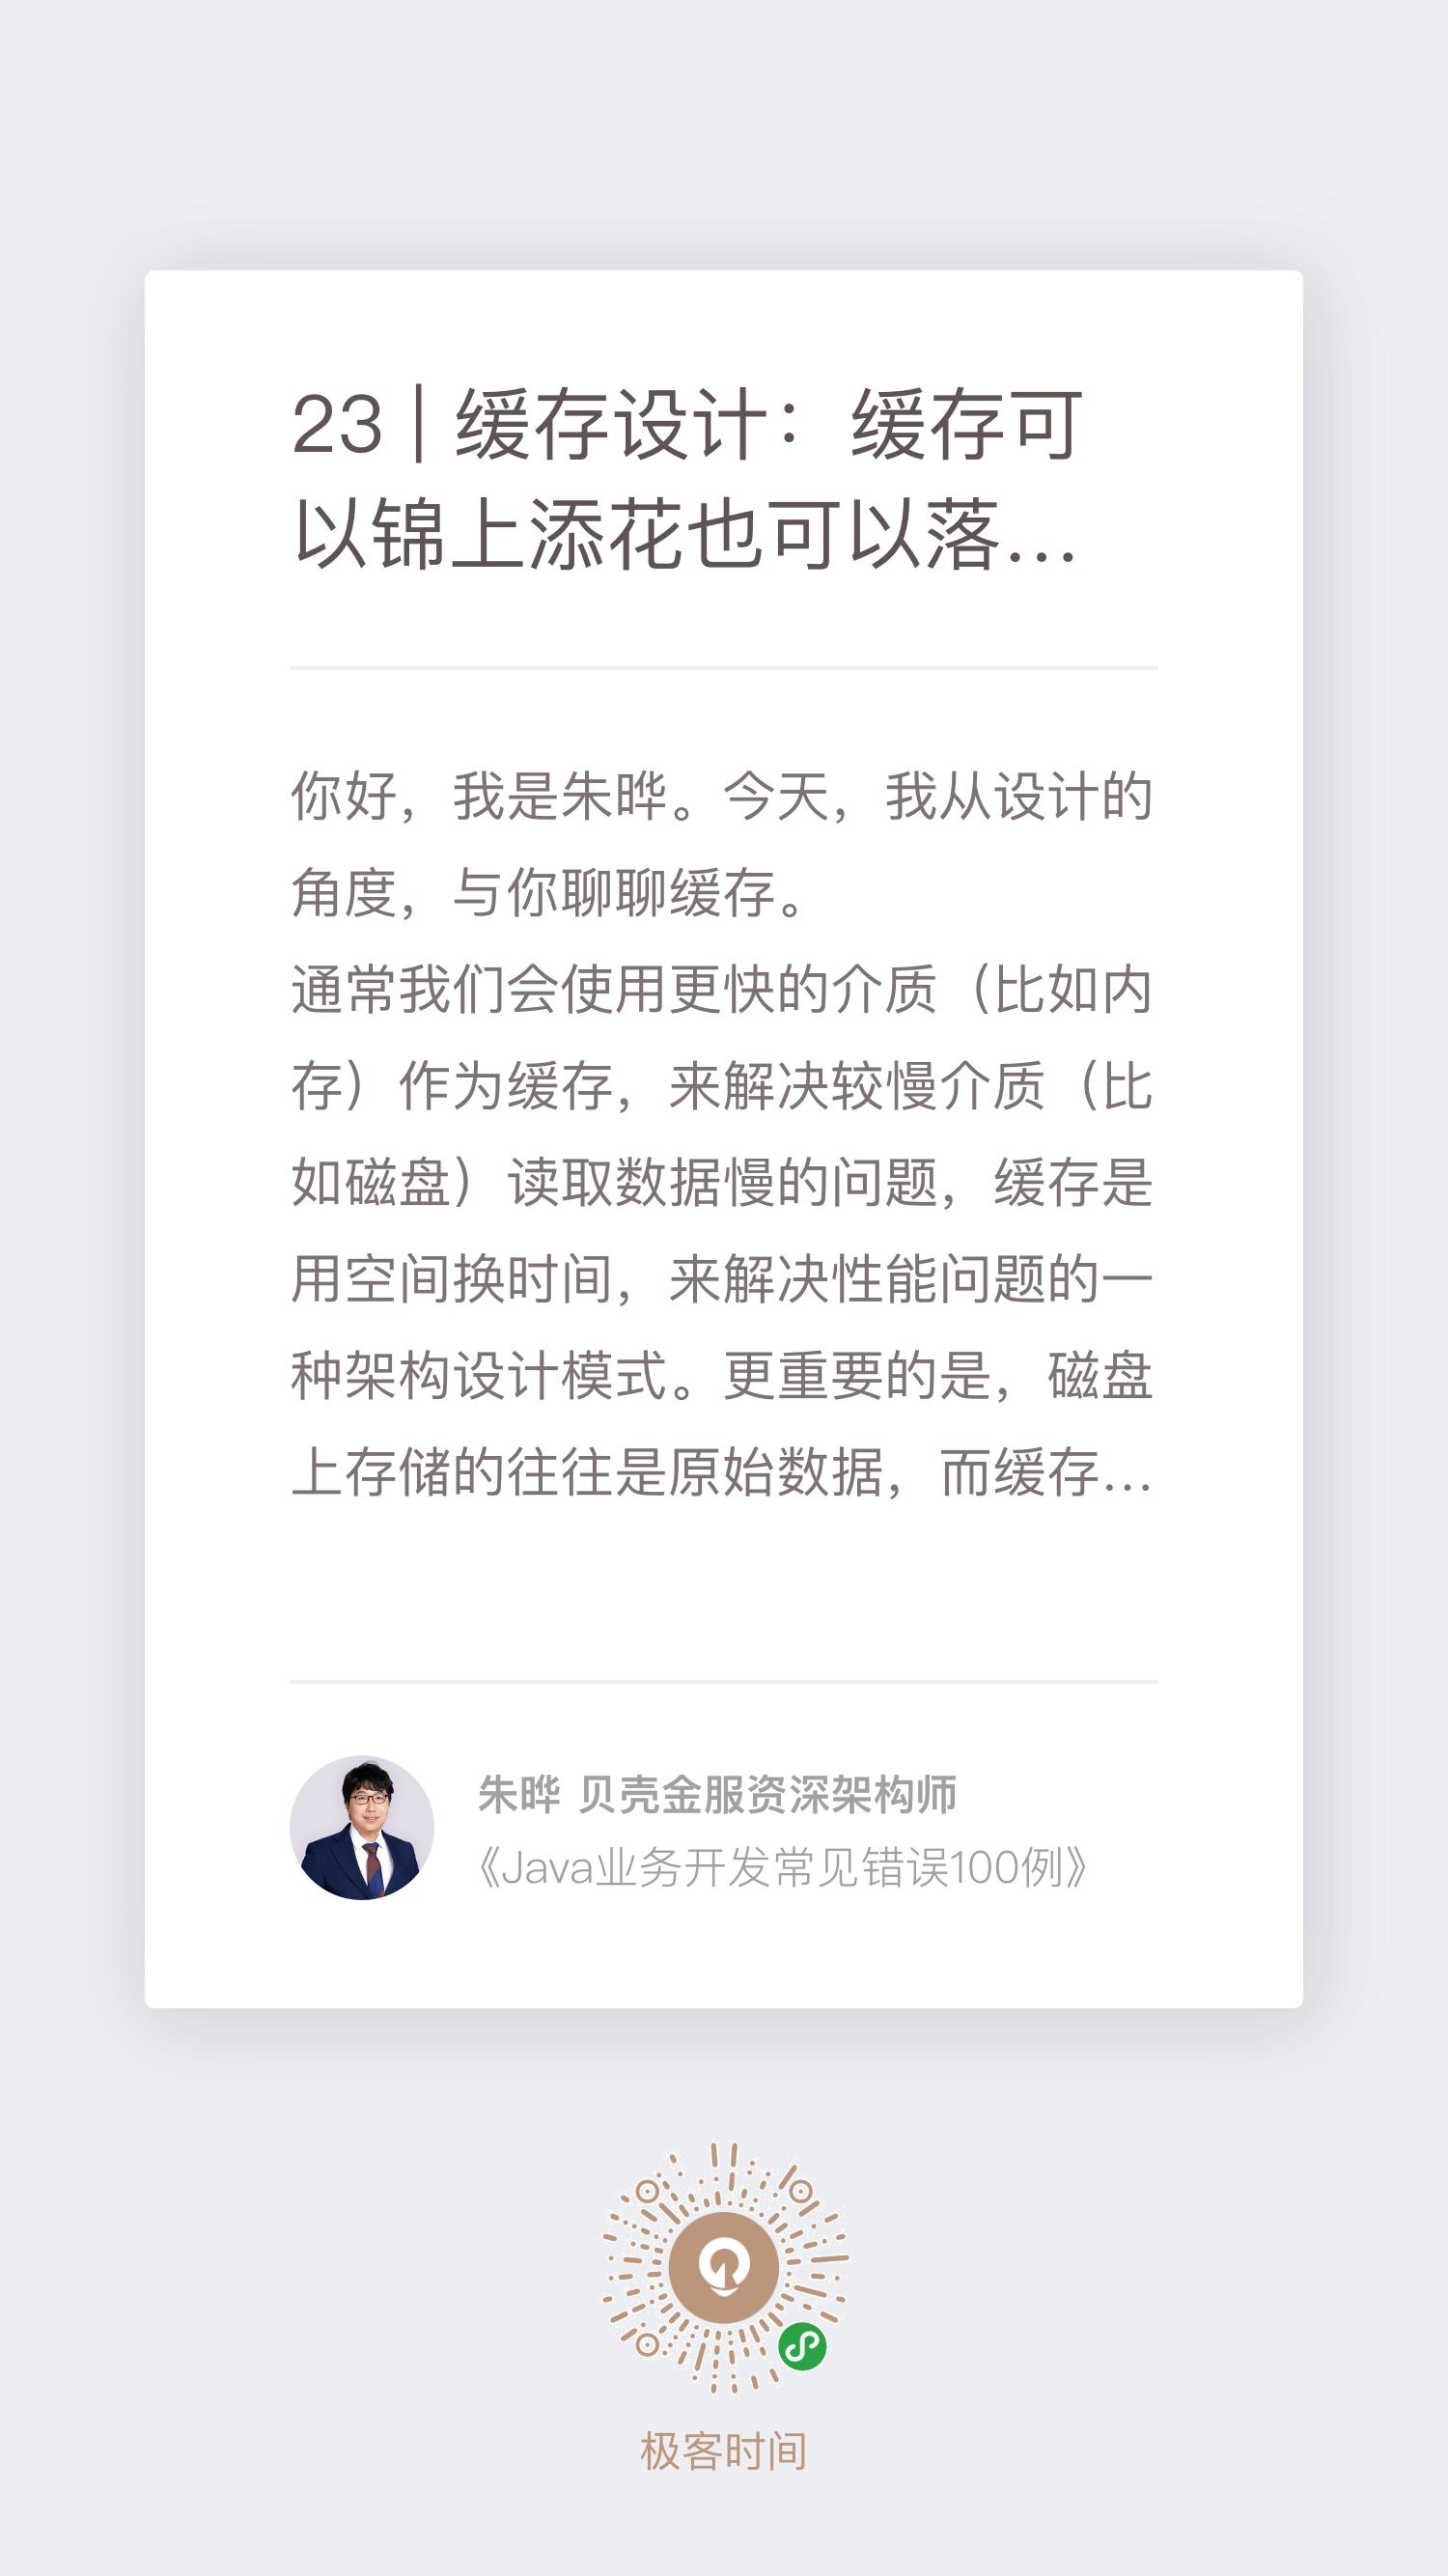 23 | 缓存设计：缓存可
以锦上添花也可以落...
你好，我是朱晔。今天，我从设计的
角度，与你聊聊缓存。
通常我们会使用更快的介质（比如内
存）作为缓存，来解决较慢介质（比
如磁盘）读取数据慢的问题，缓存是
用空间换时间，来解决性能问题的一
种架构设计模式。更重要的是，磁盘
上存储的往往是原始数据，而缓存...
朱晔 贝壳金服资深架构师
《Java业务开发常见错误100例》
极客时间